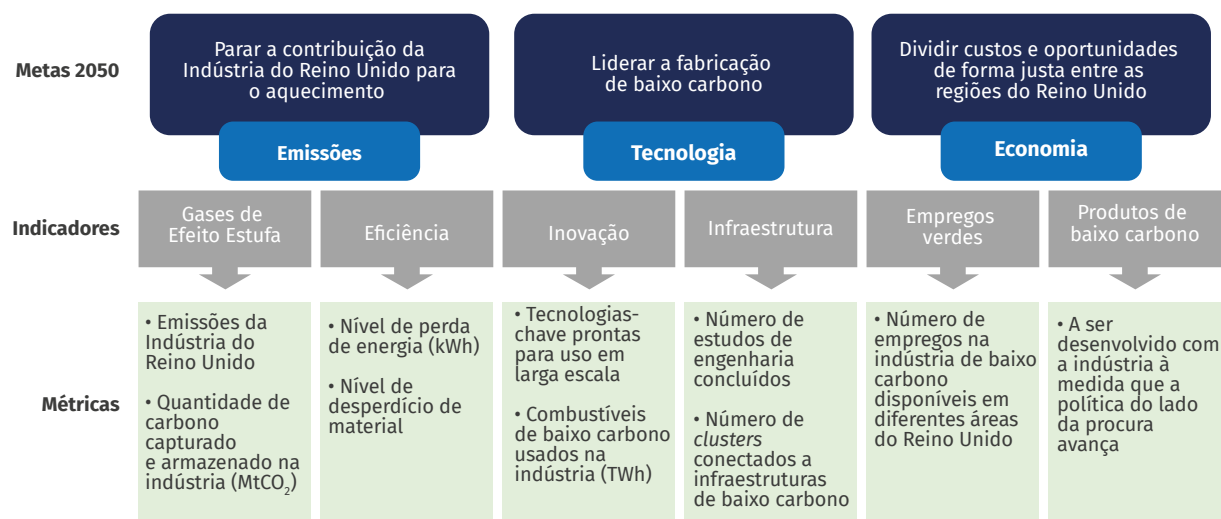 Metas 2050
Parar a contribuição da
Indústria do Reino Unido para
o aquecimento
Liderar a fabricação
de baixo carbono
Dividir custos e oportunidades
de forma justa entre as
regiões do Reino Unido
Emissões
Tecnologia
Economia
Indicadores
Gases de
Efeito Estufa
Eficiência
Inovação
Infraestrutura
Empregos
verdes
Produtos de
baixo carbono
Métricas
• Emissões da
Indústria do
Reino Unido
• Quantidade de
carbono
capturado
e armazenado na
indústria (MtCO₂)
• Nível de perda
de energia (kWh)
• Nível de
desperdício de
material
• Tecnologias-
chave prontas
para uso em
larga escala
• Combustíveis
de baixo carbono
usados na
indústria (TWh)
• Número de
estudos de
engenharia
concluídos
• Número de
clusters
conectados a
infraestruturas
de baixo carbono
• Número de
empregos na
indústria de baixo
carbono
disponíveis em
diferentes áreas
do Reino Unido
• A ser
desenvolvido com
a indústria à
medida que a
política do lado
da procura
avança